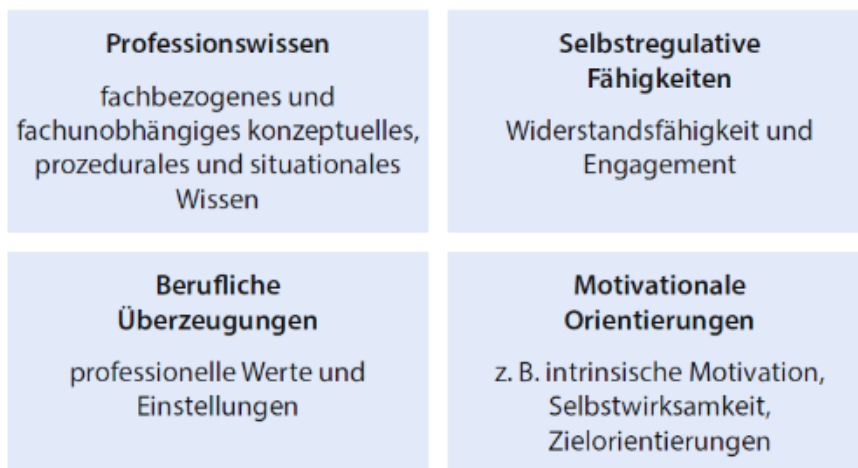 Professionswissen
fachbezogenes und
fachunobhängiges konzeptuelles,
prozedurales und situationales
Wissen
Selbstregulative
Fähigkeiten
Widerstandsfähigkeit und
Engagement
Berufliche
Überzeugungen
professionelle Werte und
Einstellungen
Motivationale
Orientierungen
z. B. intrinsische Motivation,
Selbstwirksamkeit,
Zielorientierungen